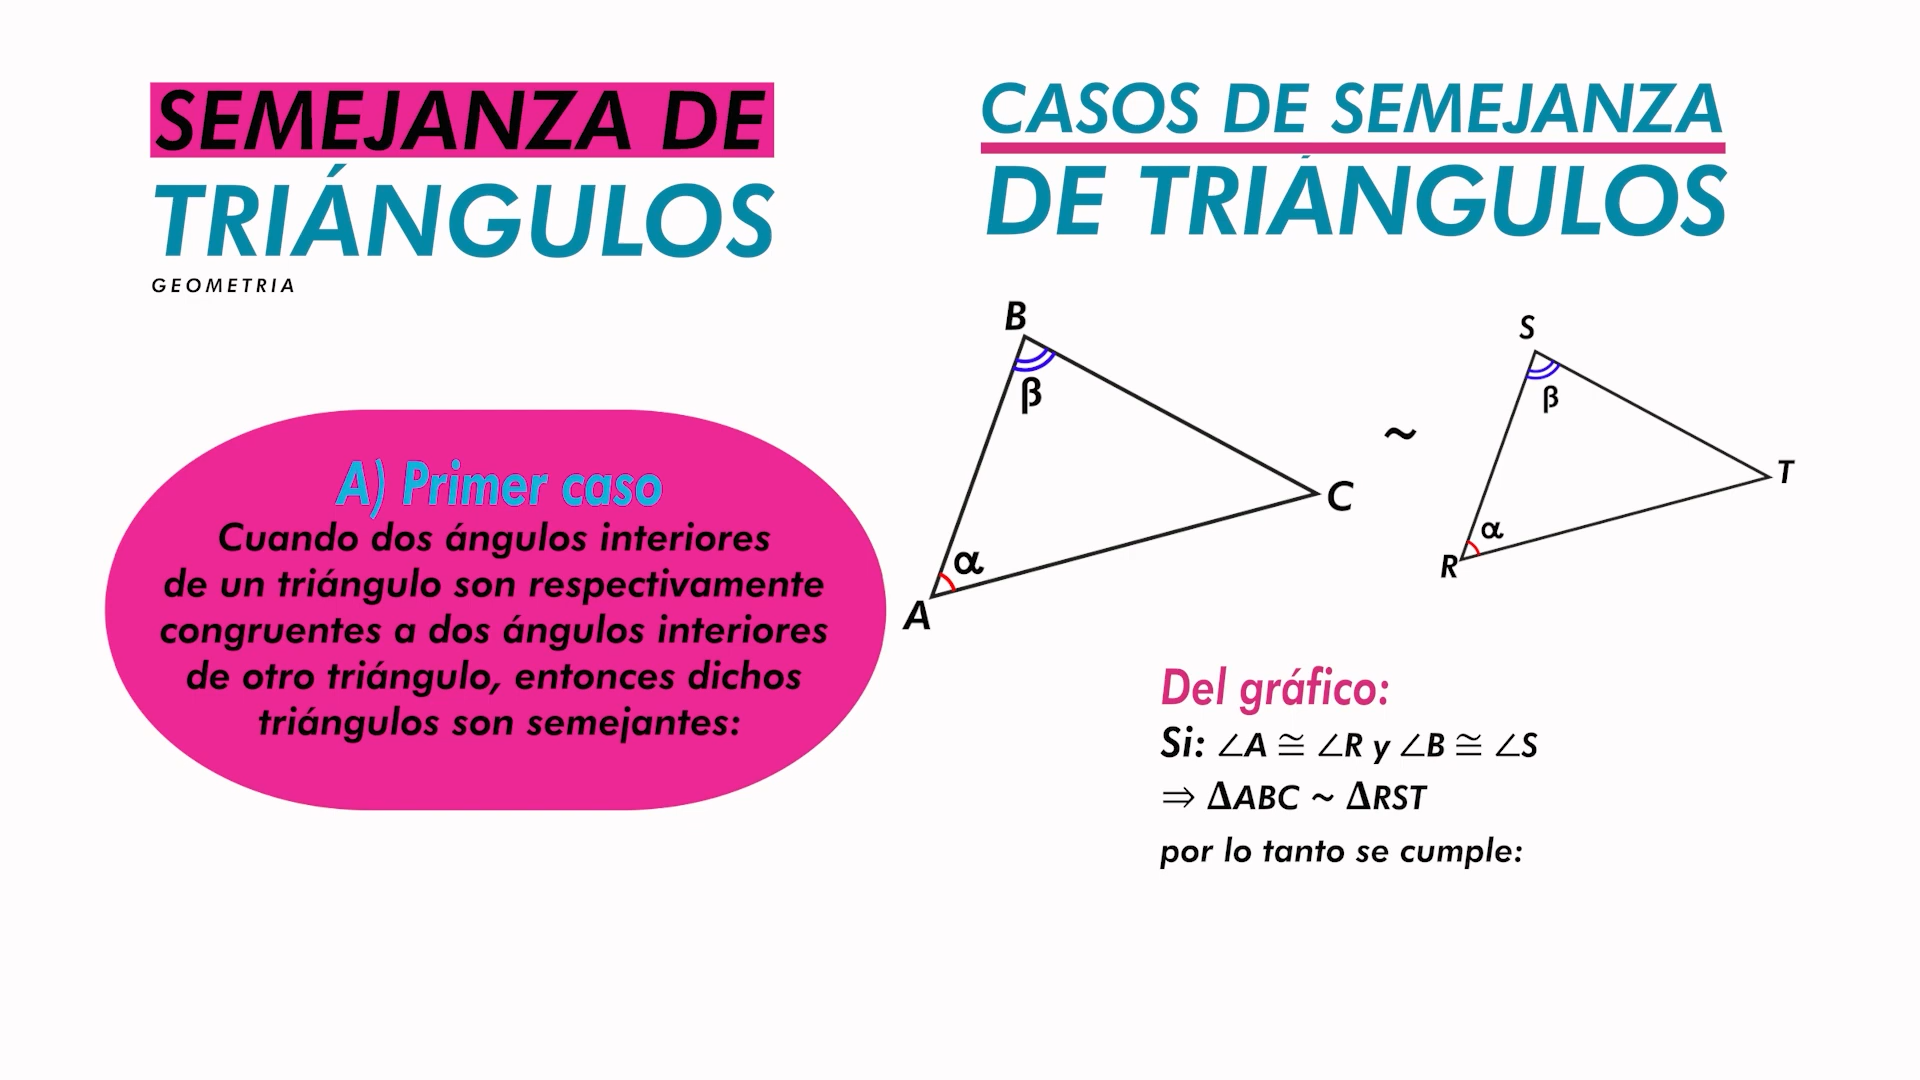 SEMEJANZA DE
TRIÁNGULOS
GEOMETRIA
A) Primer caso
Cuando dos ángulos interiores
de un triángulo son respectivamente
congruentes a dos ángulos interiores
de otro triángulo, entonces dichos
triángulos son semejantes:
CASOS DE SEMEJANZA
DE TRIÁNGULOS
B
β
α
A
C
~
S
β
α
R
T
Del gráfico:
Si: ∠A ≅ ∠R y ∠B ≅ ∠S
⇒ ΔABC ~ ΔRST
por lo tanto se cumple: